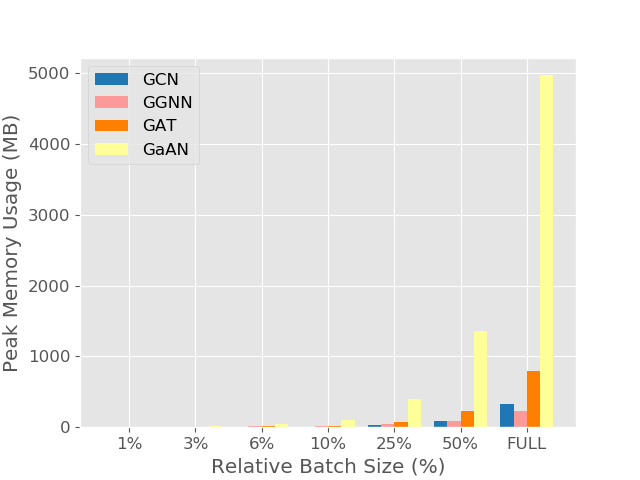 GCN
GGNN
GAT
GaAN
5000
4000
3000
2000
1000
0
Peak Memory Usage (MB)
1% 3% 6% 10% 25% 50% FULL
Relative Batch Size (%)